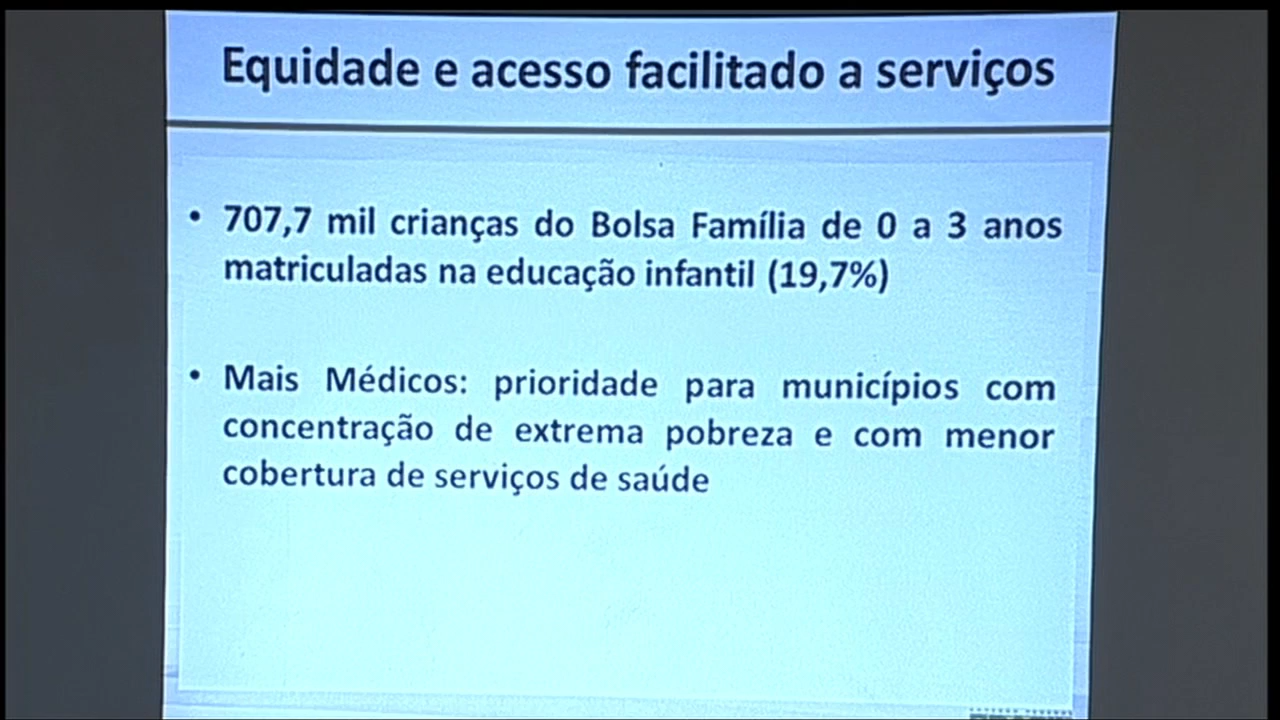 Equidade e acesso facilitado a serviços
• 707,7 mil crianças do Bolsa Família de 0 a 3 anos
matriculadas na educação infantil (19,7%)
• Mais Médicos: prioridade para municípios com
concentração de extrema pobreza e com menor
cobertura de serviços de saúde